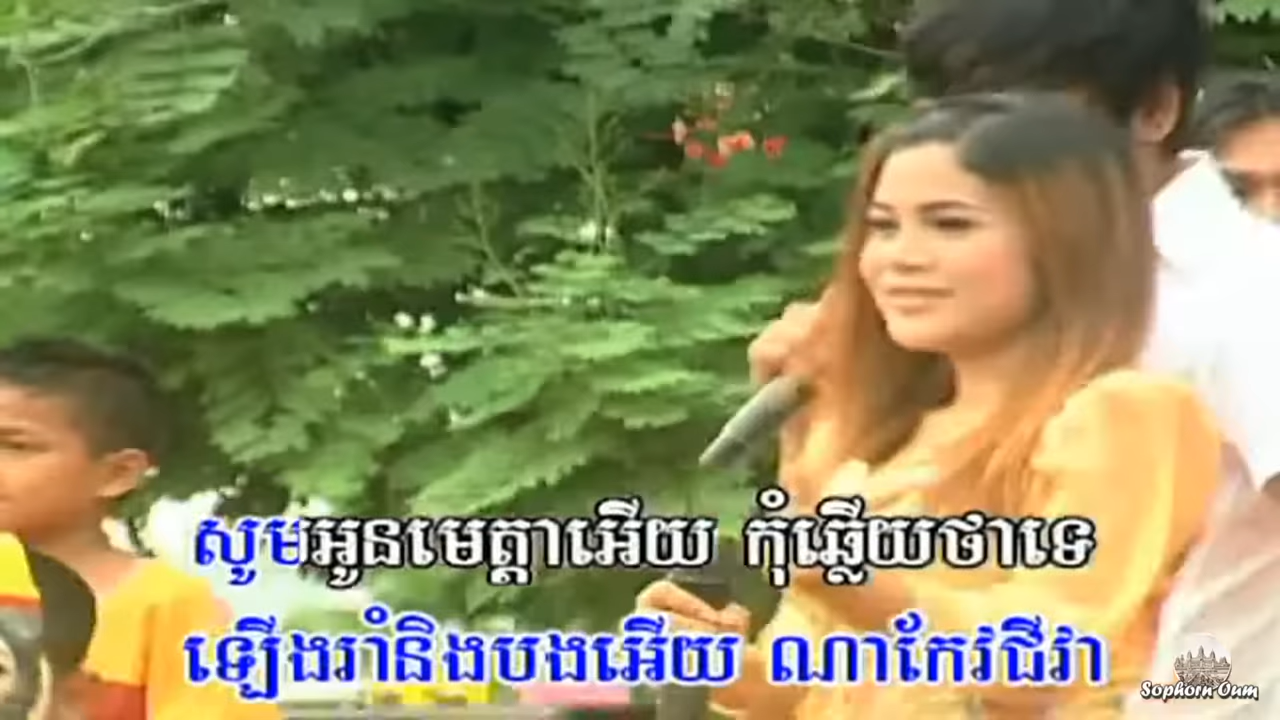 សូមអូនមេត្តាអើយ កុំឆ្លើយថាទេ
ឡើងរាំនិងបងអើយ ណាកែវជីវា
Sophorn Oum